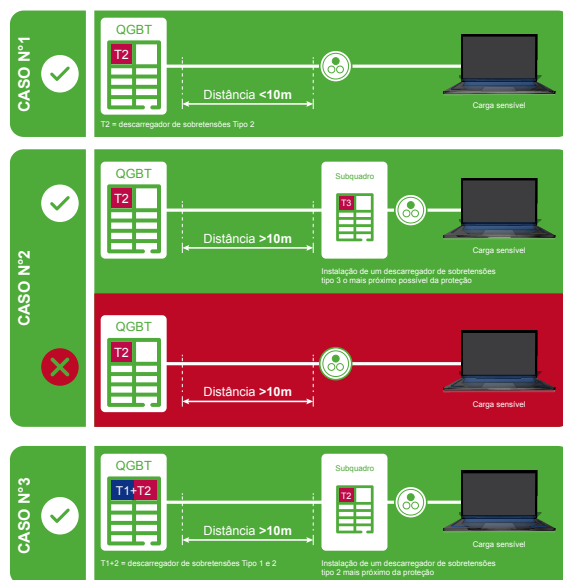 CASO N°1
QGBT
T2
Distância <10m
Carga sensível
T2 = descarregador de sobretensões Tipo 2
CASO N°2
QGBT
T2
Distância >10m
Subquadro
T3
Carga sensível
Instalação de um descarregador de sobretensões
tipo 3 o mais próximo possível da proteção
QGBT
T2
Distância >10m
Carga sensível
CASO N°3
QGBT
T1+T2
Distância >10m
Subquadro
T2
Carga sensível
T1+2 = descarregador de sobretensões Tipo 1 e 2
Instalação de um descarregador de sobretensões
tipo 2 mais próximo da proteção